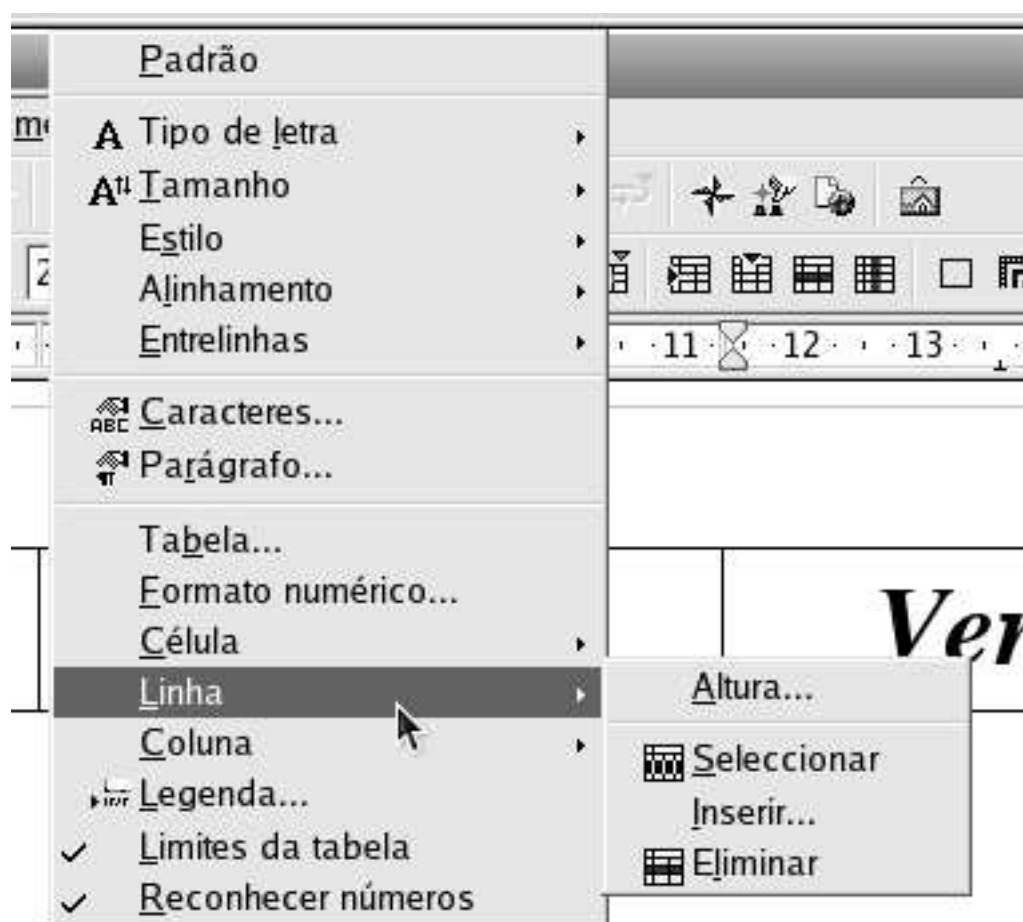 Padrão
Tipo de letra
Tamanho
Estilo
Alinhamento
Entrelinhas
11 12 13
Caracteres...
Parágrafo...
Tabela...
Formato numérico...
Célula
Ver
Linha
Altura...
Coluna
Seleccionar
Legenda...
Inserir...
Limites da tabela
Eliminar
Reconhecer números